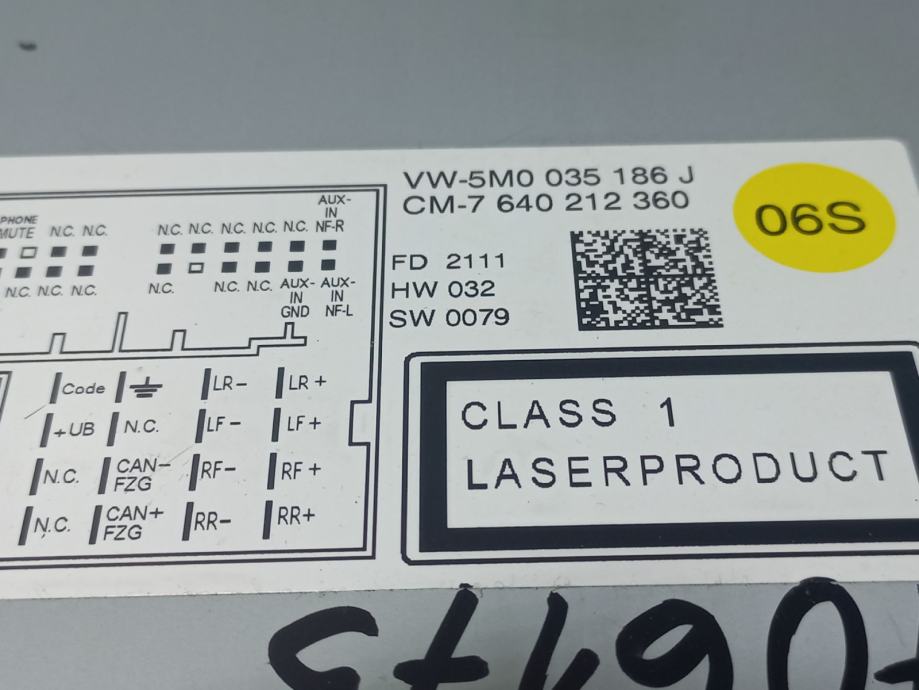 VW-5M0 035 186 J
CM-7 640 212 360
06S
FD 2111
HW 032
SW 0079
CLASS 1
LASERPRODUCT
PHONE
MUTE N.C. N.C.
AUX-
IN
N.C. N.C. N.C. N.C. N.C. NF-R
N.C. N.C. N.C. N.C. N.C. N.C. AUX- AUX-
IN IN
GND NF-L
Code LR- LR+
+UB N.C. LF- LF+
N.C. CAN- RF- RF+
FZG
N.C. CAN+ RR- RR+
FZG